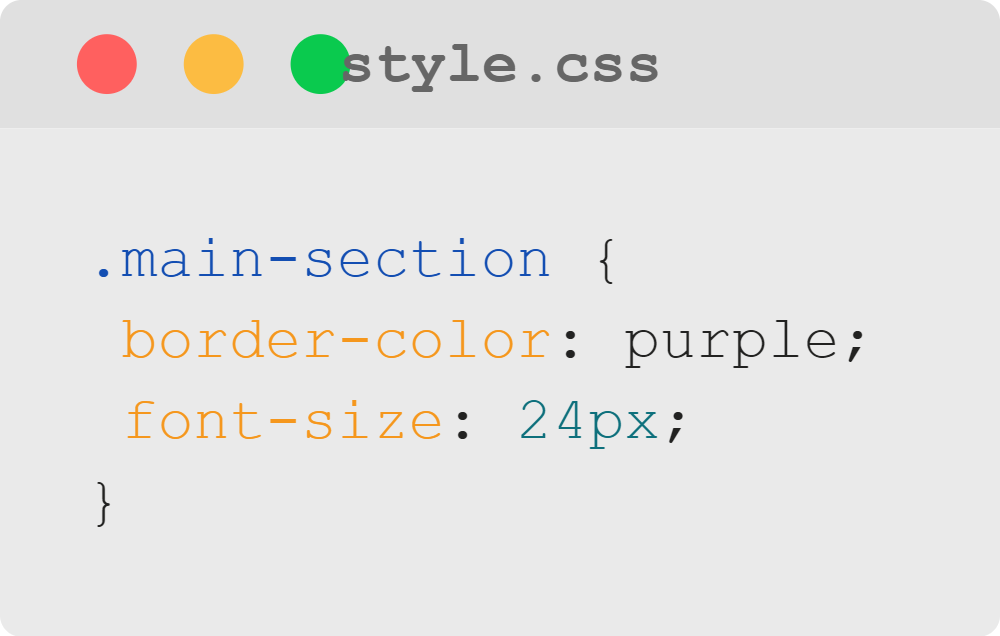 style.css
.main-section {
border-color: purple;
font-size: 24px;
}